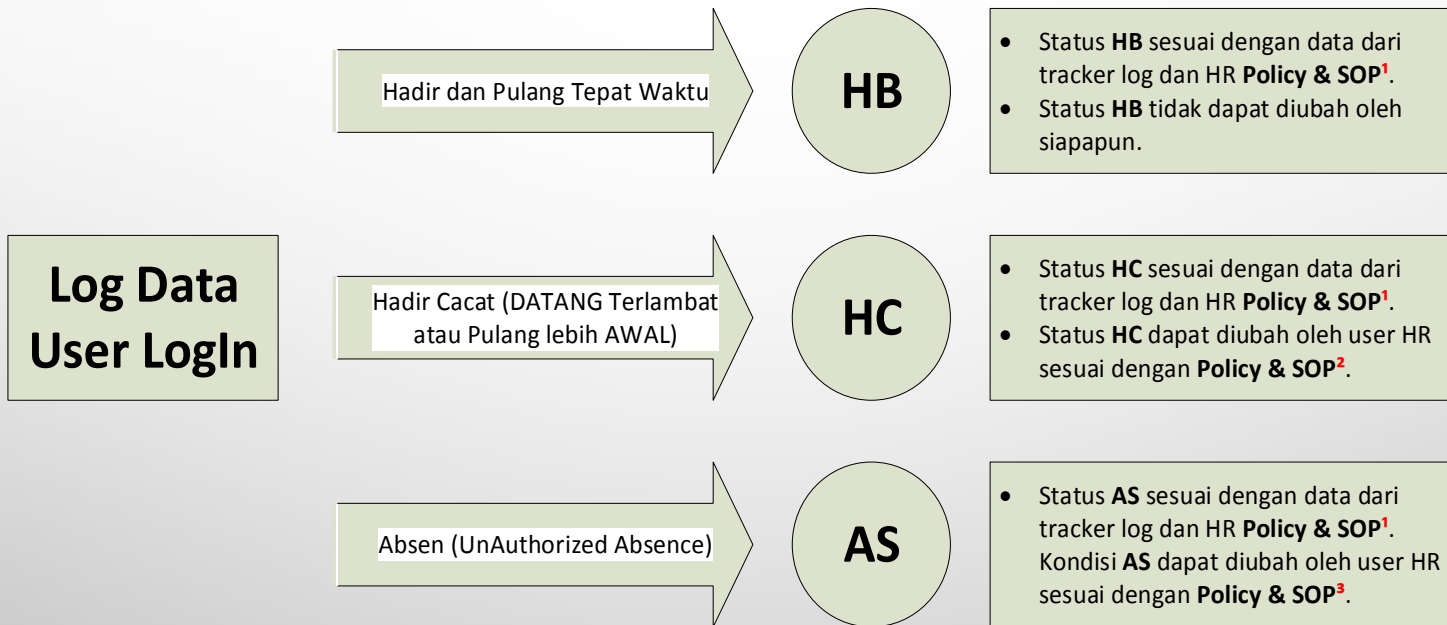 Hadir dan Pulang Tepat Waktu
HB
• Status HB sesuai dengan data dari
tracker log dan HR Policy & SOP¹.
• Status HB tidak dapat diubah oleh
siapapun.
Log Data
User LogIn
Hadir Cacat (DATANG Terlambat
atau Pulang lebih AWAL)
HC
• Status HC sesuai dengan data dari
tracker log dan HR Policy & SOP¹.
• Status HC dapat diubah oleh user HR
sesuai dengan Policy & SOP².
Absen (UnAuthorized Absence)
AS
• Status AS sesuai dengan data dari
tracker log dan HR Policy & SOP¹.
Kondisi AS dapat diubah oleh user HR
sesuai dengan Policy & SOP³.